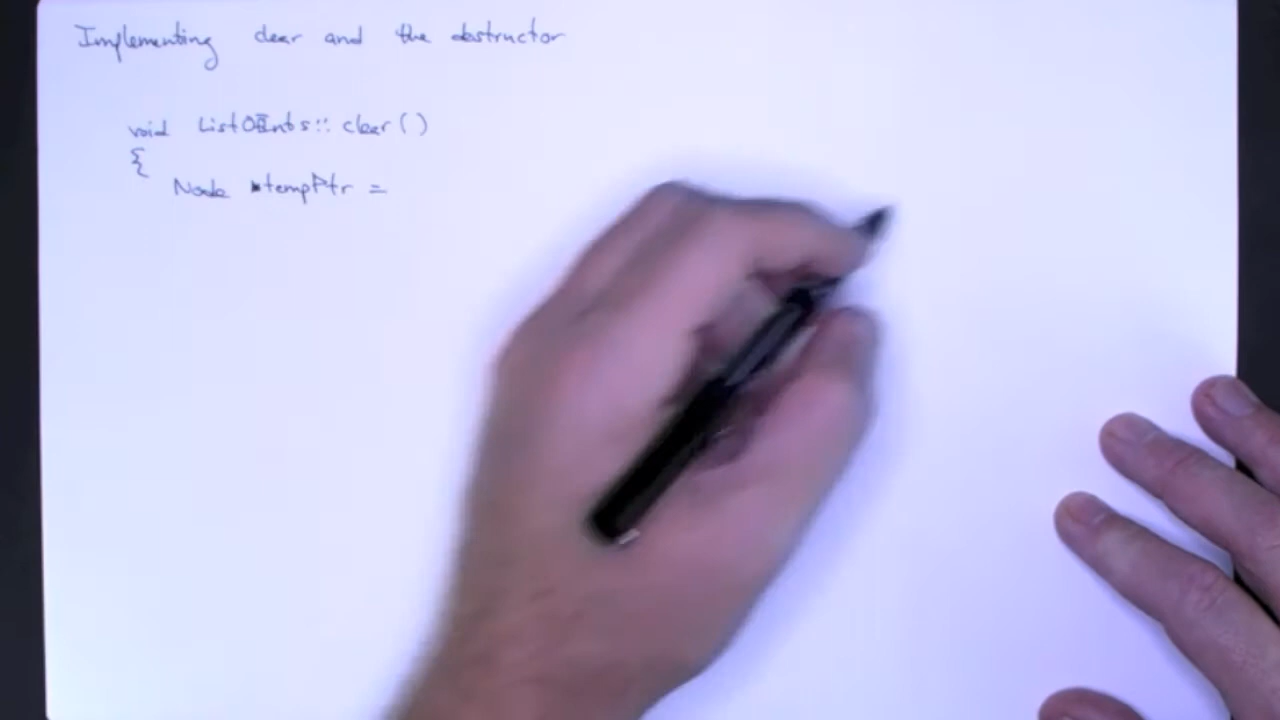 Implementing clear and the destructor
void ListOfInts::clear()
{
Node *tempPtr =